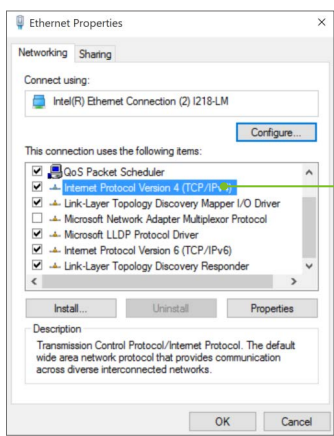 Ethernet Properties
Networking Sharing
Connect using:
Intel(R) Ethernet Connection (2) I218-LM
Configure...
This connection uses the following items:
QoS Packet Scheduler
Internet Protocol Version 4 (TCP/IPv4)
Link-Layer Topology Discovery Mapper I/O Driver
Microsoft Network Adapter Multiplexor Protocol
Microsoft LLDP Protocol Driver
Internet Protocol Version 6 (TCP/IPv6)
Link-Layer Topology Discovery Responder
Install... Uninstall Properties
Description
Transmission Control Protocol/Internet Protocol. The default
wide area network protocol that provides communication
across diverse interconnected networks.
OK Cancel